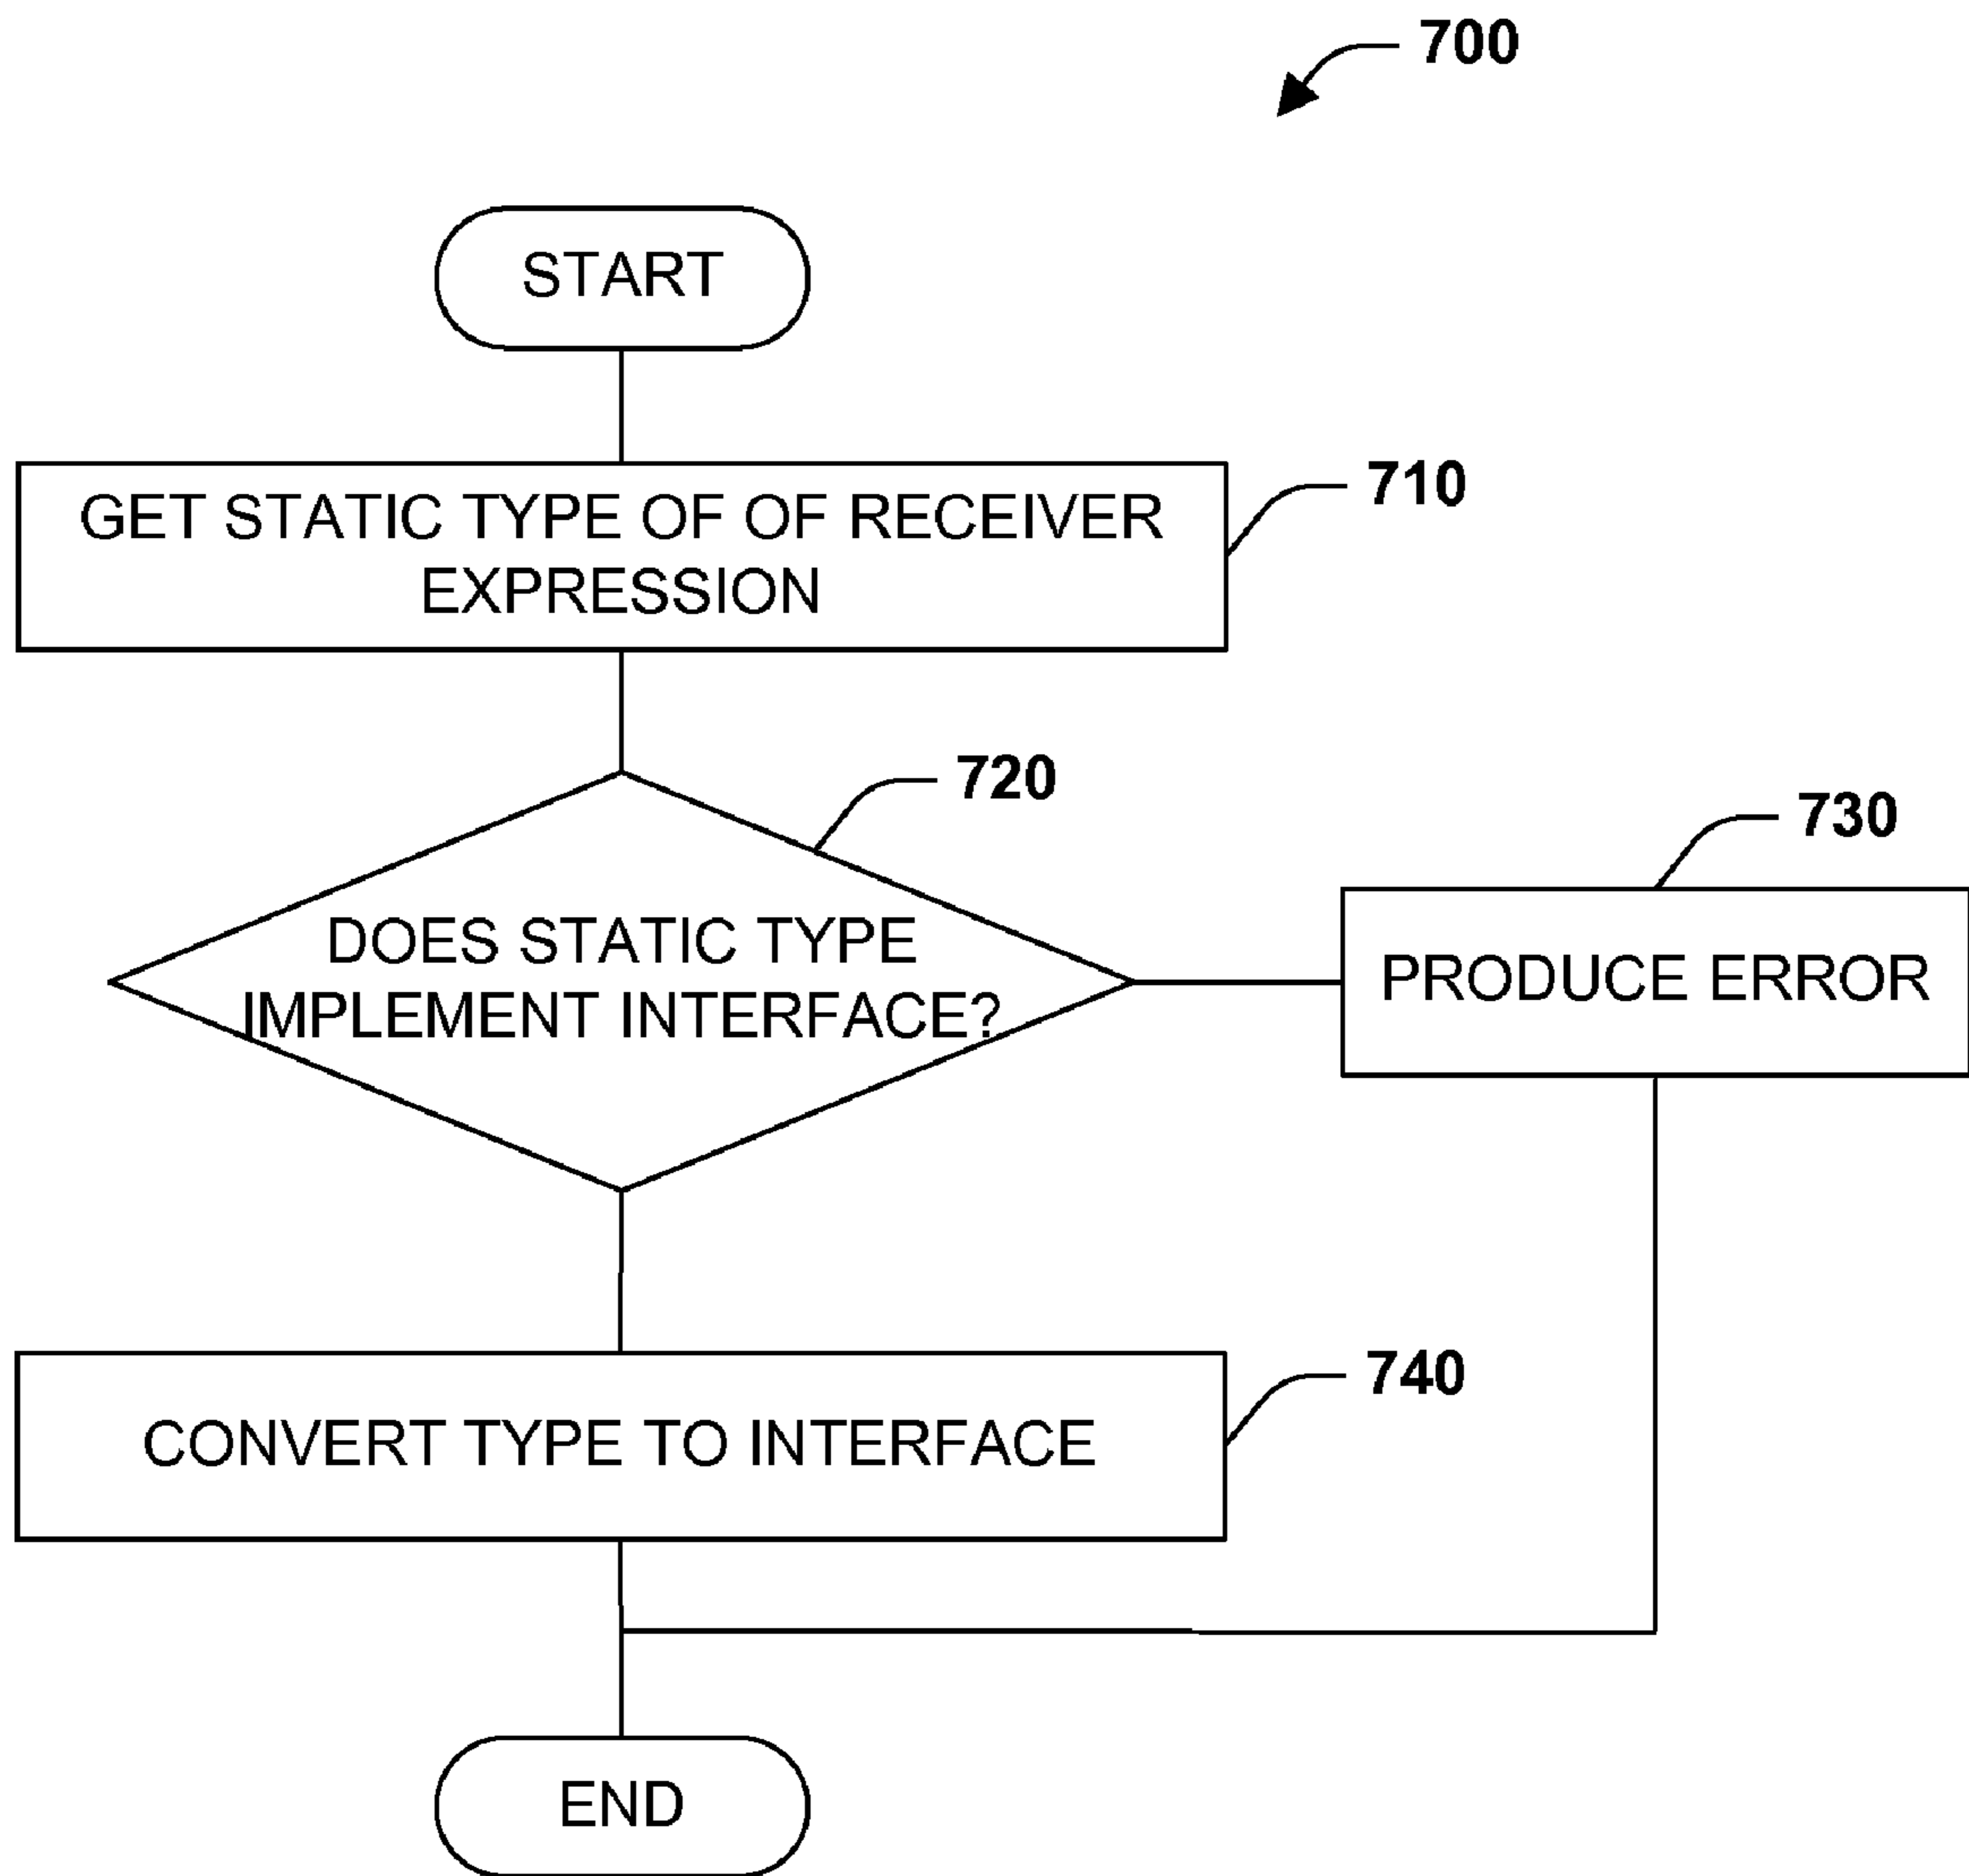 700
START
GET STATIC TYPE OF OF RECEIVER
EXPRESSION
710
720
DOES STATIC TYPE
IMPLEMENT INTERFACE?
730
PRODUCE ERROR
740
CONVERT TYPE TO INTERFACE
END